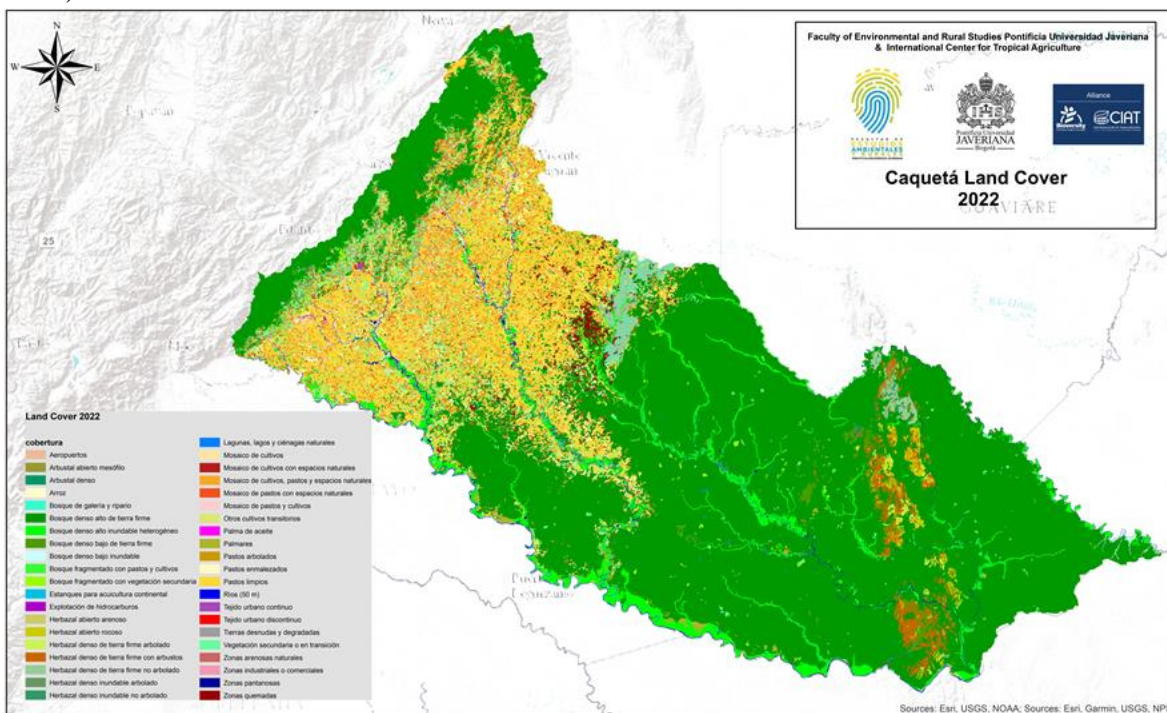 N
W
E
S
Faculty of Environmental and Rural Studies Pontificia Universidad Javeriana
& International Center for Tropical Agriculture
FACULTAD DE
ESTUDIOS
AMBIENTALES
Y RURALES
Pontificia Universidad
JAVERIANA
Bogotá
Alliance
Bioversity
CIAT
Caquetá Land Cover
2022
GUAVIARE
25
Land Cover 2022
cobertura
Aeropuertos
Arbustal abierto mesófilo
Arbustal denso
Arroz
Bosque de galería y ripario
Bosque denso alto de tierra firme
Bosque denso alto inundable heterogéneo
Bosque denso bajo de tierra firme
Bosque denso bajo inundable
Bosque fragmentado con pastos y cultivos
Bosque fragmentado con vegetación secundaria
Estanques para acuicultura continental
Explotación de hidrocarburos
Herbazal abierto arenoso
Herbazal abierto rocoso
Herbazal denso de tierra firme arbolado
Herbazal denso de tierra firme con arbustos
Herbazal denso de tierra firme no arbolado
Herbazal denso inundable arbolado
Herbazal denso inundable no arbolado
Lagunas, lagos y ciénagas naturales
Mosaico de cultivos
Mosaico de cultivos con espacios naturales
Mosaico de cultivos, pastos y espacios naturales
Mosaico de pastos con espacios naturales
Mosaico de pastos y cultivos
Otros cultivos transitorios
Palma de aceite
Palmares
Pastos arbolados
Pastos enmalezados
Pastos limpios
Ríos (50 m)
Tejido urbano continuo
Tejido urbano discontinuo
Tierras desnudas y degradadas
Vegetación secundaria o en transición
Zonas arenosas naturales
Zonas industriales o comerciales
Zonas pantanosas
Zonas quemadas
Sources: Esri, USGS, NOAA; Sources: Esri, Garmin, USGS, NP